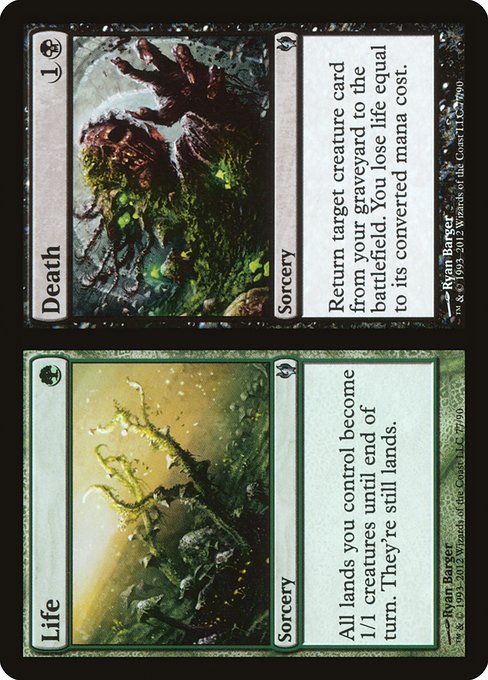 Life
Sorcery
All lands you control become
1/1 creatures until end of
turn. They're still lands.
—Ryan Barger
™ & © 1993–2012 Wizards of the Coast LLC 77/90
Death 1
Sorcery
Return target creature card
from your graveyard to the
battlefield. You lose life equal
to its converted mana cost.
—Ryan Barger
™ & © 1993–2012 Wizards of the Coast LLC 77/90